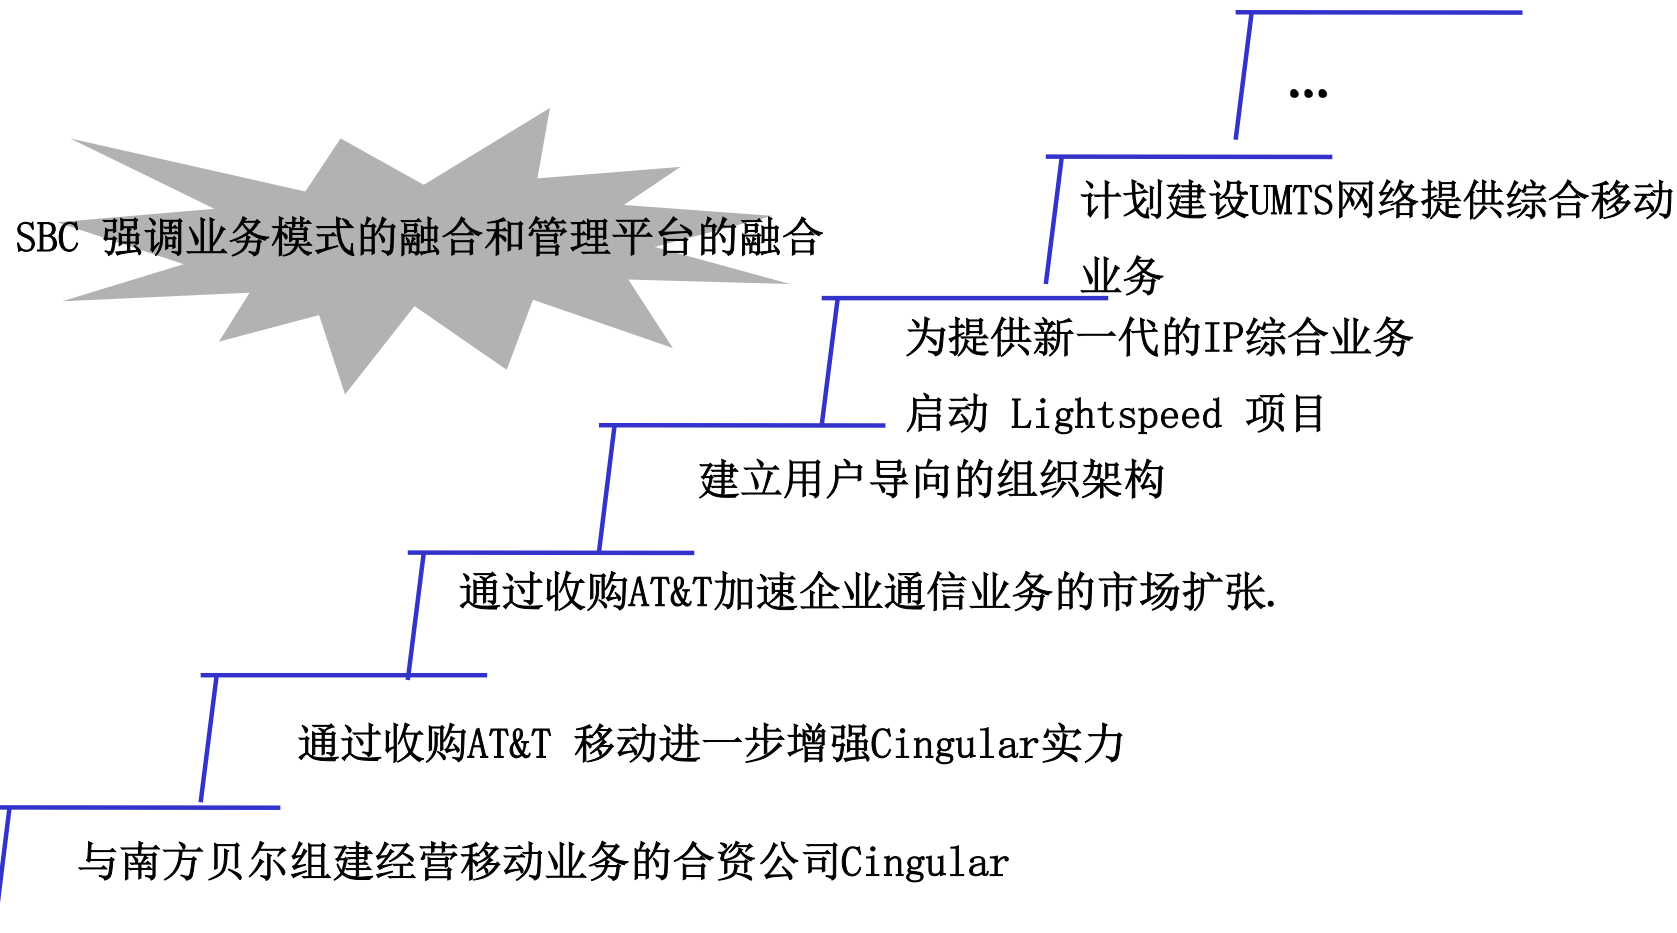 ...
计划建设UMTS网络提供综合移动
业务
SBC 强调业务模式的融合和管理平台的融合
为提供新一代的IP综合业务
启动 Lightspeed 项目
建立用户导向的组织架构
通过收购AT&T加速企业通信业务的市场扩张.
通过收购AT&T 移动进一步增强Cingular实力
与南方贝尔组建经营移动业务的合资公司Cingular